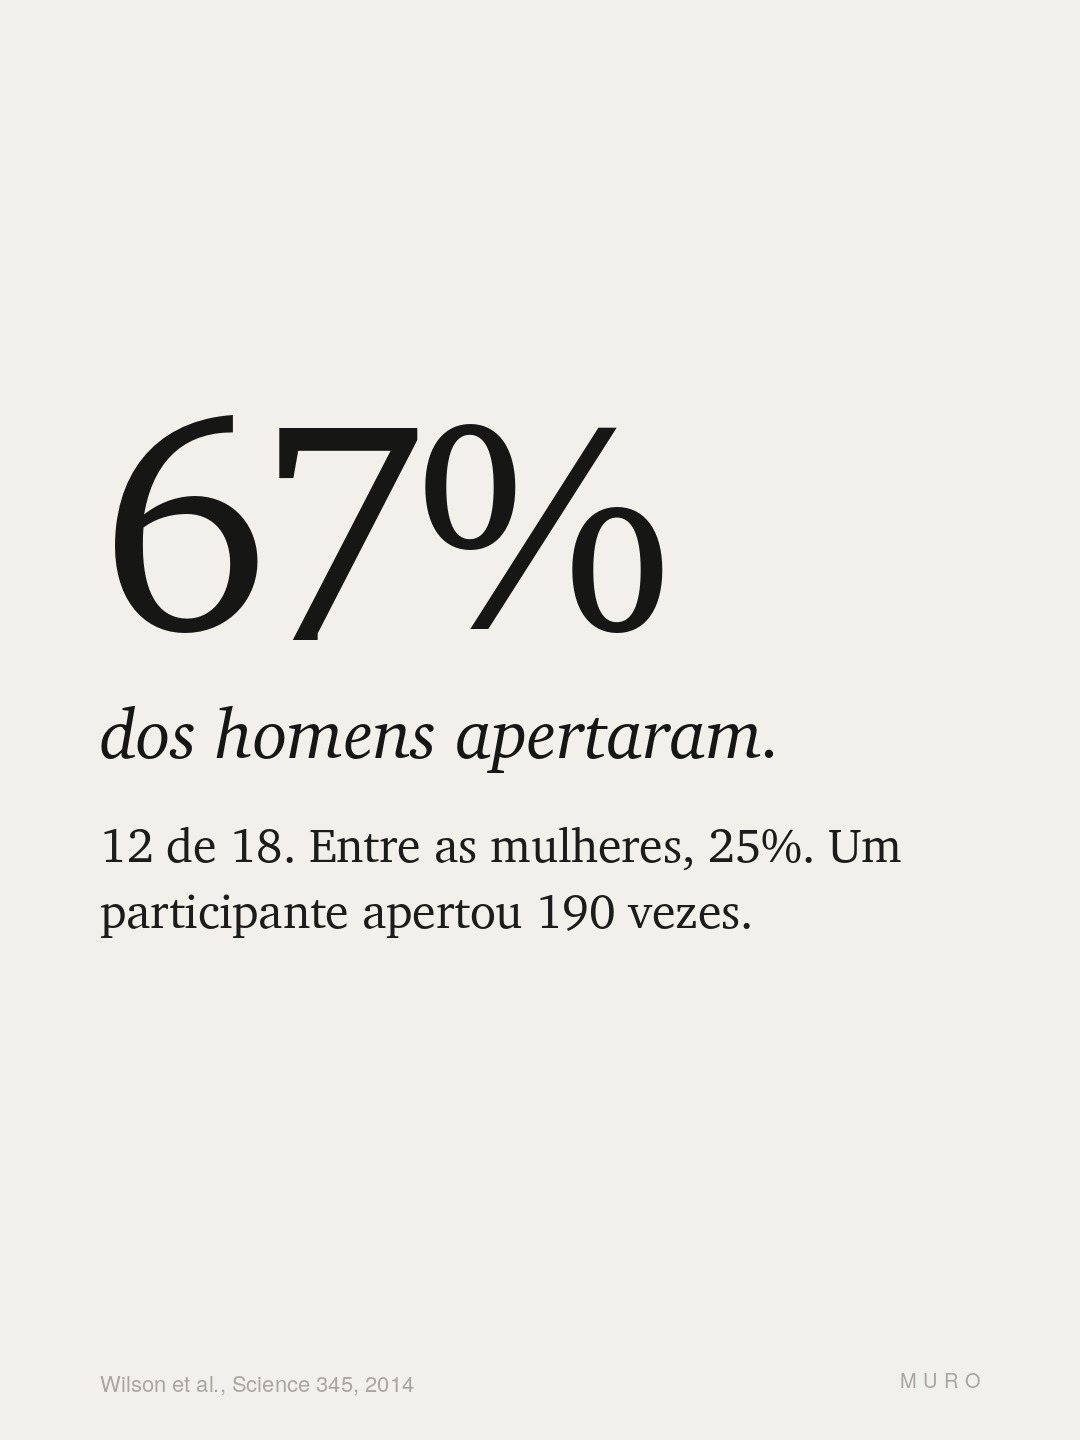 67%
dos homens apertaram.
12 de 18. Entre as mulheres, 25%. Um
participante apertou 190 vezes.
Wilson et al., Science 345, 2014
MURO